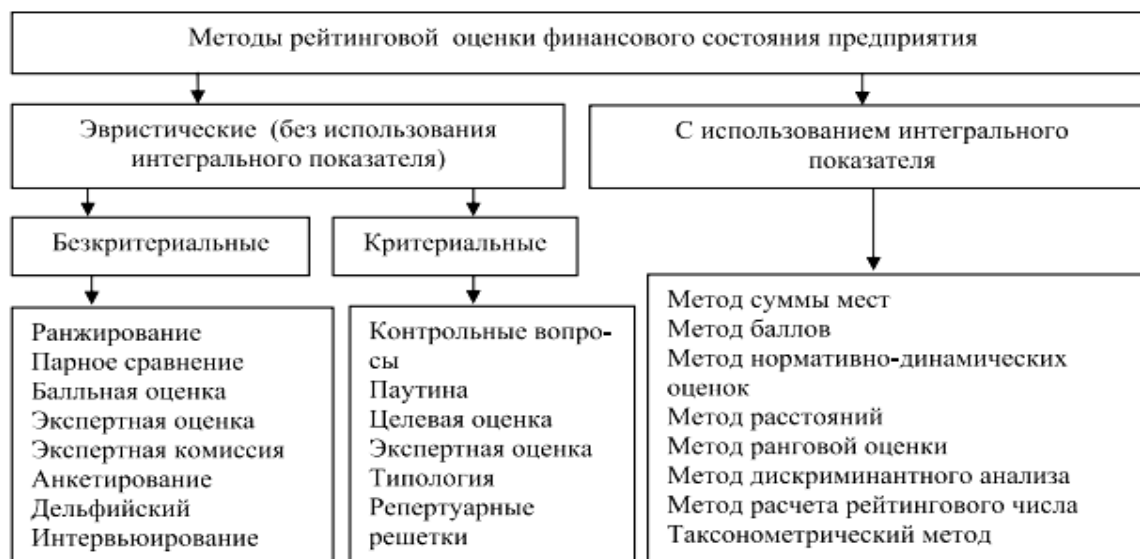 Методы рейтинговой оценки финансового состояния предприятия
Эвристические (без использования
интегрального показателя)
С использованием интегрального
показателя
Безкритериальные
Критериальные
Ранжирование
Парное сравнение
Балльная оценка
Экспертная оценка
Экспертная комиссия
Анкетирование
Дельфийский
Интервьюирование
Контрольные вопро-
сы
Паутина
Целевая оценка
Экспертная оценка
Типология
Репертуарные
решетки
Метод суммы мест
Метод баллов
Метод нормативно-динамических
оценок
Метод расстояний
Метод ранговой оценки
Метод дискриминантного анализа
Метод расчета рейтингового числа
Таксонометрический метод